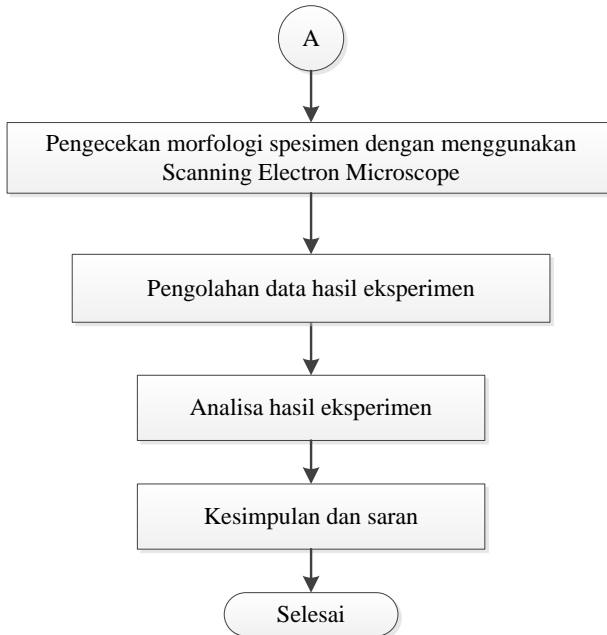 A
Pengecekan morfologi spesimen dengan menggunakan
Scanning Electron Microscope
Pengolahan data hasil eksperimen
Analisa hasil eksperimen
Kesimpulan dan saran
Selesai